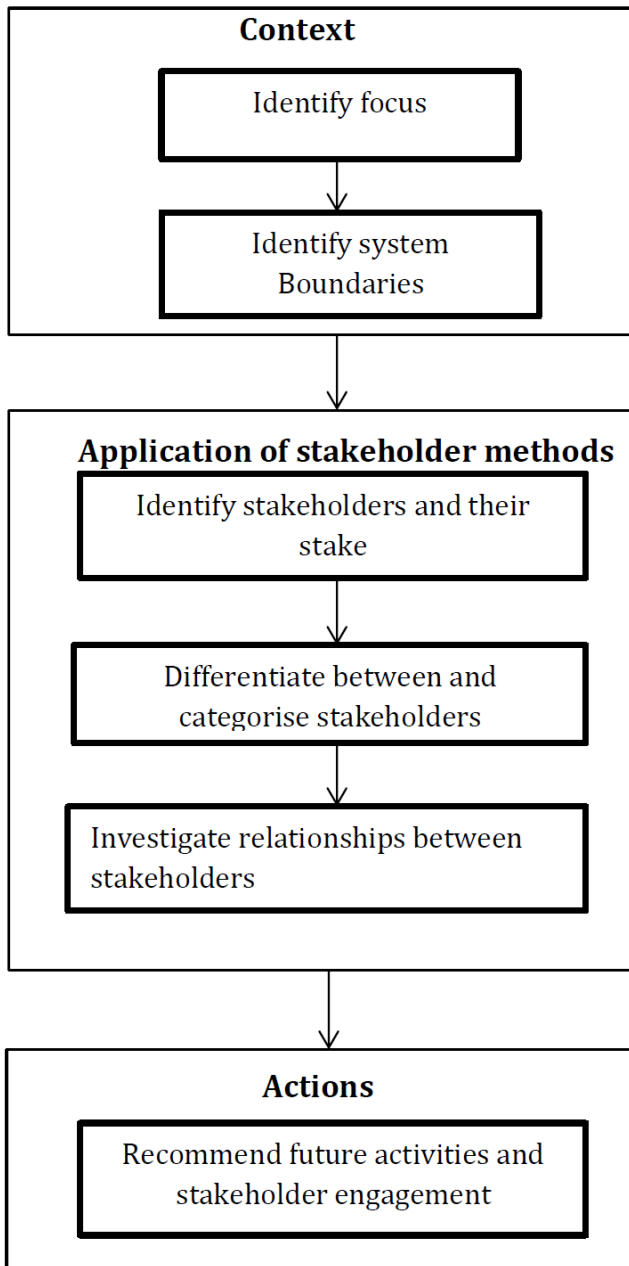 Context
Identify focus
Identify system
Boundaries
Application of stakeholder methods
Identify stakeholders and their
stake
Differentiate between and
categorise stakeholders
Investigate relationships between
stakeholders
Actions
Recommend future activities and
stakeholder engagement